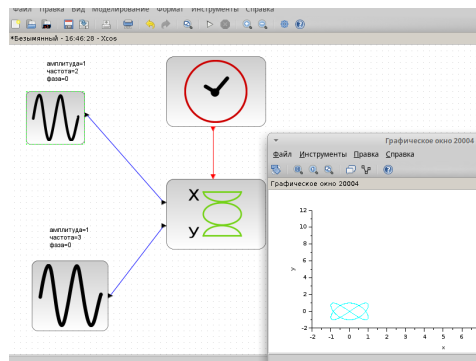 Файл Правка Вид Моделирование Формат Инструменты Справка
*Безымянный - 16:46:28 - Xcos
амплитуда=1
частота=2
фаза=0
X
У
амплитуда=1
частота=3
фаза=0
Графическое окно 20004
Файл Инструменты Правка Справка
Графическое окно 20004
12
10
8
6
4
2
0
-2
y
-2 -1 0 1 2 3 4 5 6
x